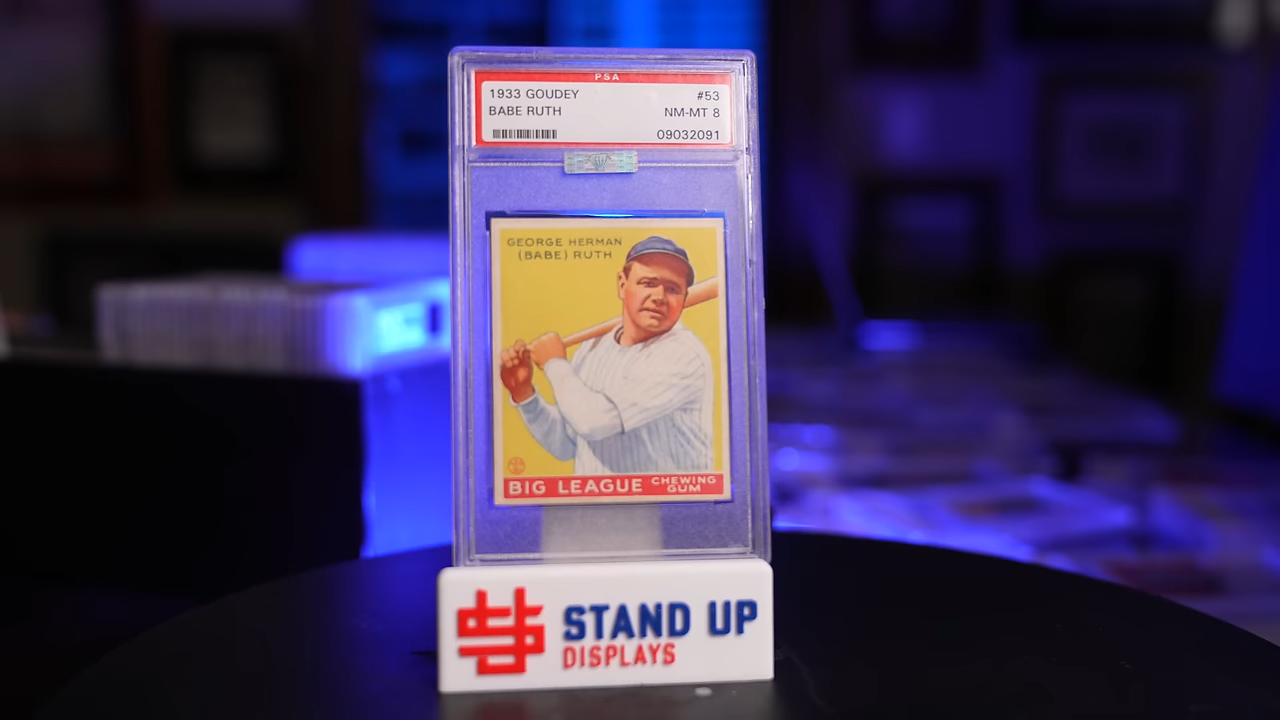 PSA
1933 GOUDEY #53
BABE RUTH NM-MT 8
09032091
GEORGE HERMAN
(BABE) RUTH
BIG LEAGUE CHEWING GUM
STAND UP
DISPLAYS